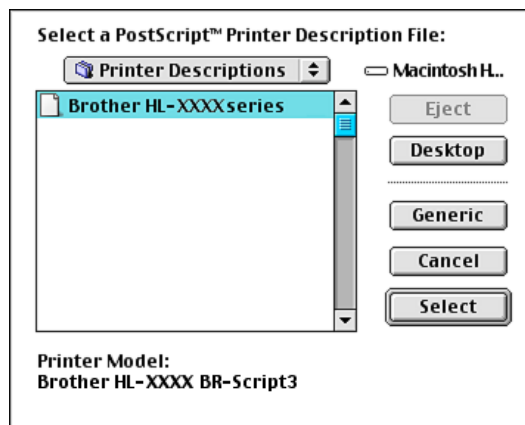 Select a PostScript™ Printer Description File:
Printer Descriptions
Macintosh H...
Brother HL-XXXX series
Eject
Desktop
Generic
Cancel
Select
Printer Model:
Brother HL-XXXX BR-Script3